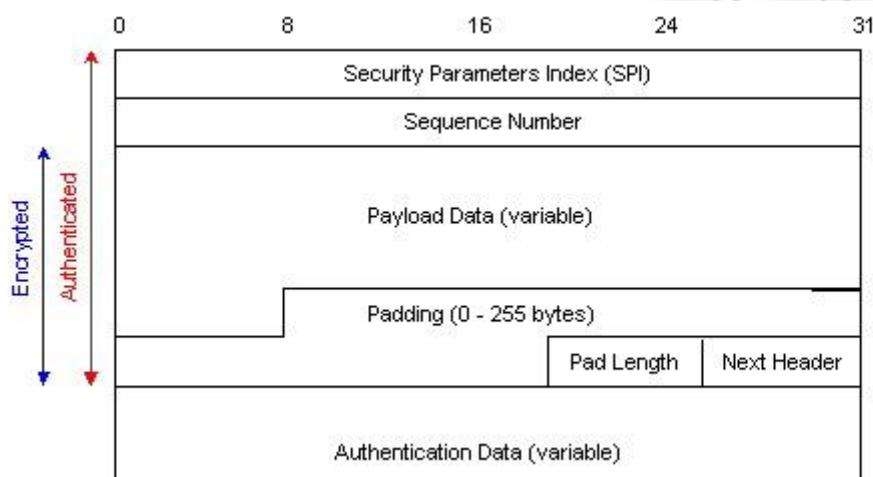 0 8 16 24 31
Security Parameters Index (SPI)
Sequence Number
Payload Data (variable)
Encrypted
Authenticated
Padding (0 - 255 bytes)
Pad Length Next Header
Authentication Data (variable)